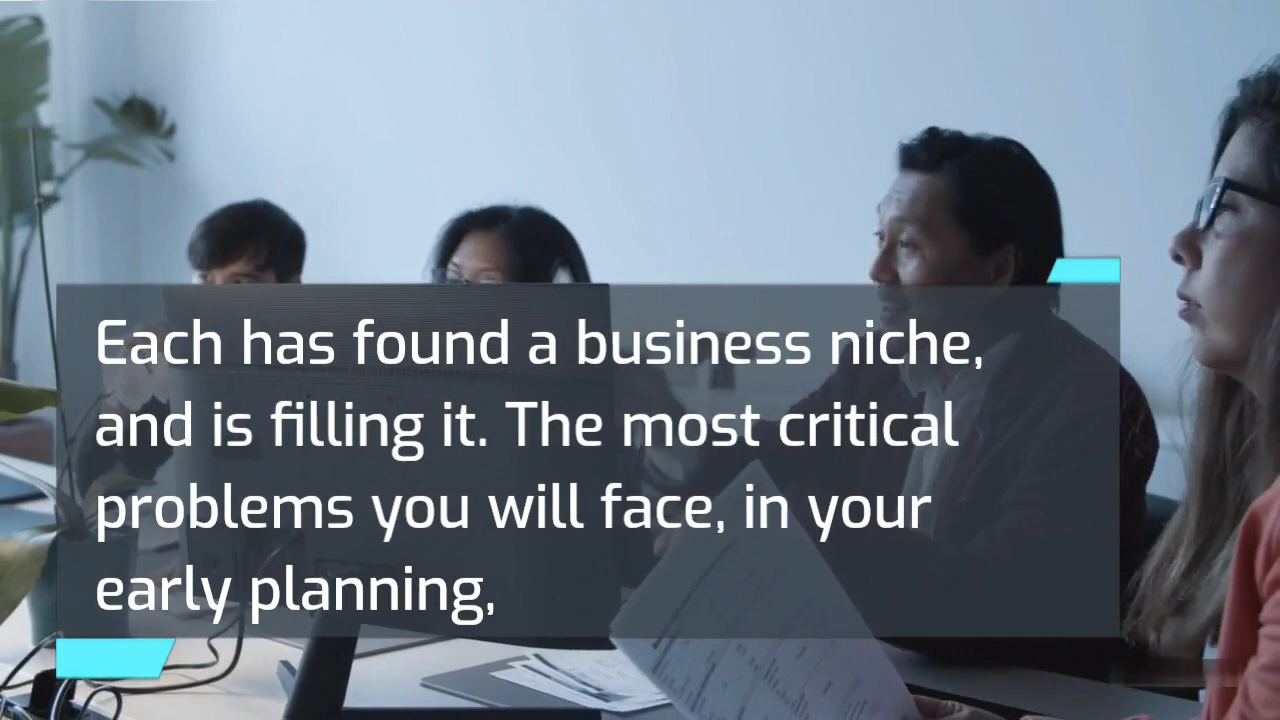 Each has found a business niche,
and is filling it. The most critical
problems you will face, in your
early planning,